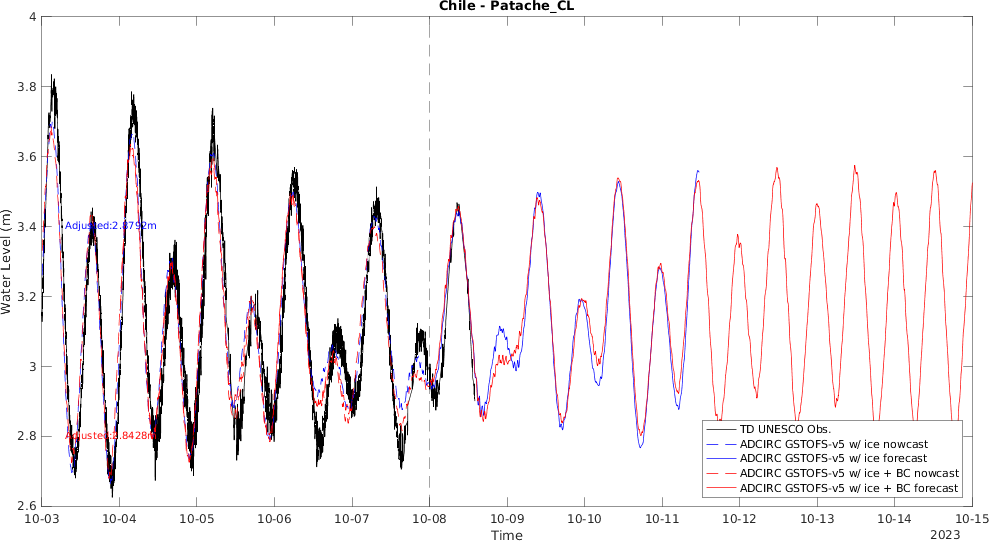 Chile - Patache_CL
4
3.8
3.6
3.4
3.2
3
2.8
2.6
Water Level (m)
Adjusted:2.8792m
Adjusted:2.8428m
TD UNESCO Obs.
ADCIRC GSTOFS-v5 w/ ice nowcast
ADCIRC GSTOFS-v5 w/ ice forecast
ADCIRC GSTOFS-v5 w/ ice + BC nowcast
ADCIRC GSTOFS-v5 w/ ice + BC forecast
10-03 10-04 10-05 10-06 10-07 10-08 10-09 10-10 10-11 10-12 10-13 10-14 10-15
Time
2023